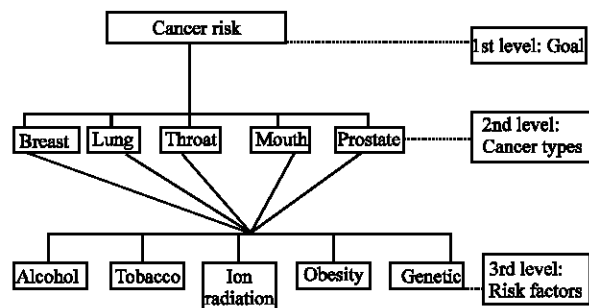 Cancer risk
1st level: Goal
Breast
Lung
Throat
Mouth
Prostate
2nd level:
Cancer types
Alcohol
Tobacco
Ion
radiation
Obesity
Genetic
3rd level:
Risk factors